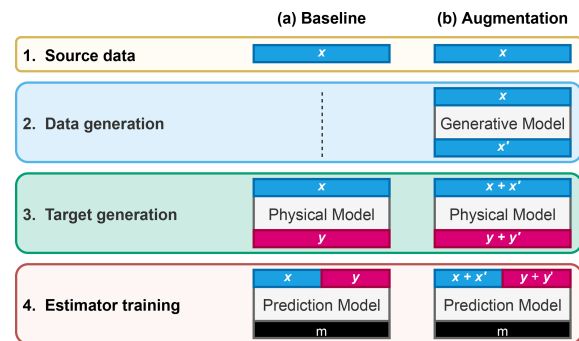 (a) Baseline (b) Augmentation
1. Source data x x
2. Data generation x
Generative Model
x'
3. Target generation x x + x'
Physical Model Physical Model
y y + y'
4. Estimator training x y x + x' y + y'
Prediction Model Prediction Model
m m